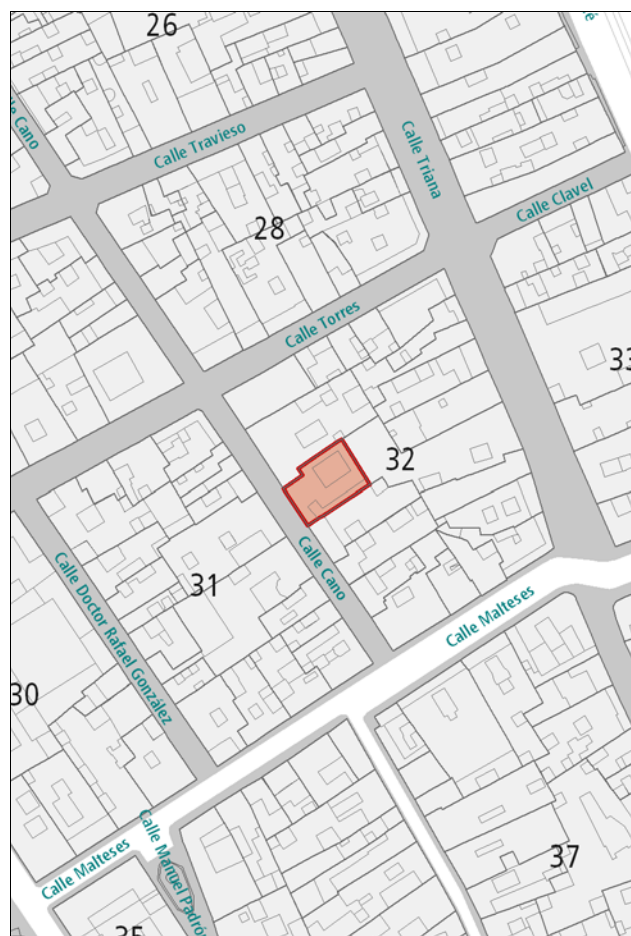 26
Calle Travieso
Calle Triana
Calle Clavel
28
Calle Torres
33
32
Calle Cano
31
Calle Malteses
Calle Doctor Rafael González
30
Calle Malteses
Calle Manuel Padrón
37
35